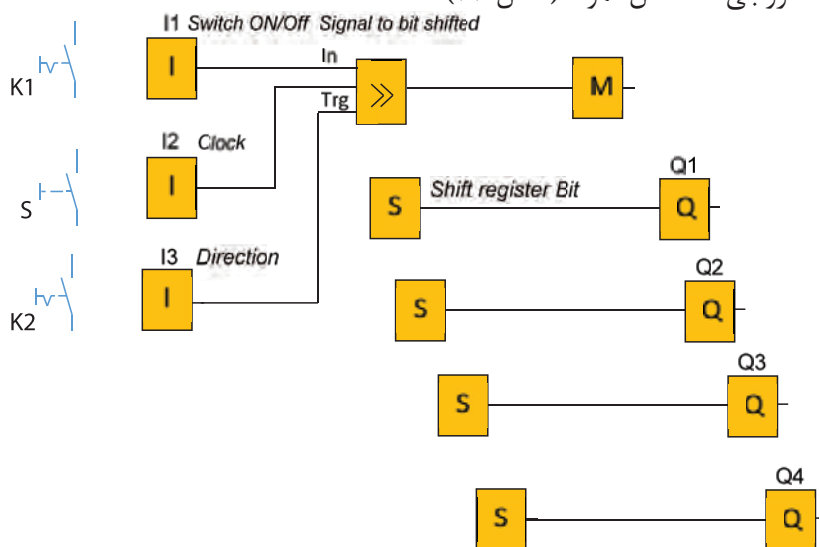 I1 Switch ON/Off Signal to bit shifted
K1
I
In
Trg
M
I2 Clock
S
I
S
Shift register Bit
Q1
Q
I3 Direction
K2
I
S
Q2
Q
S
Q3
Q
S
Q4
Q